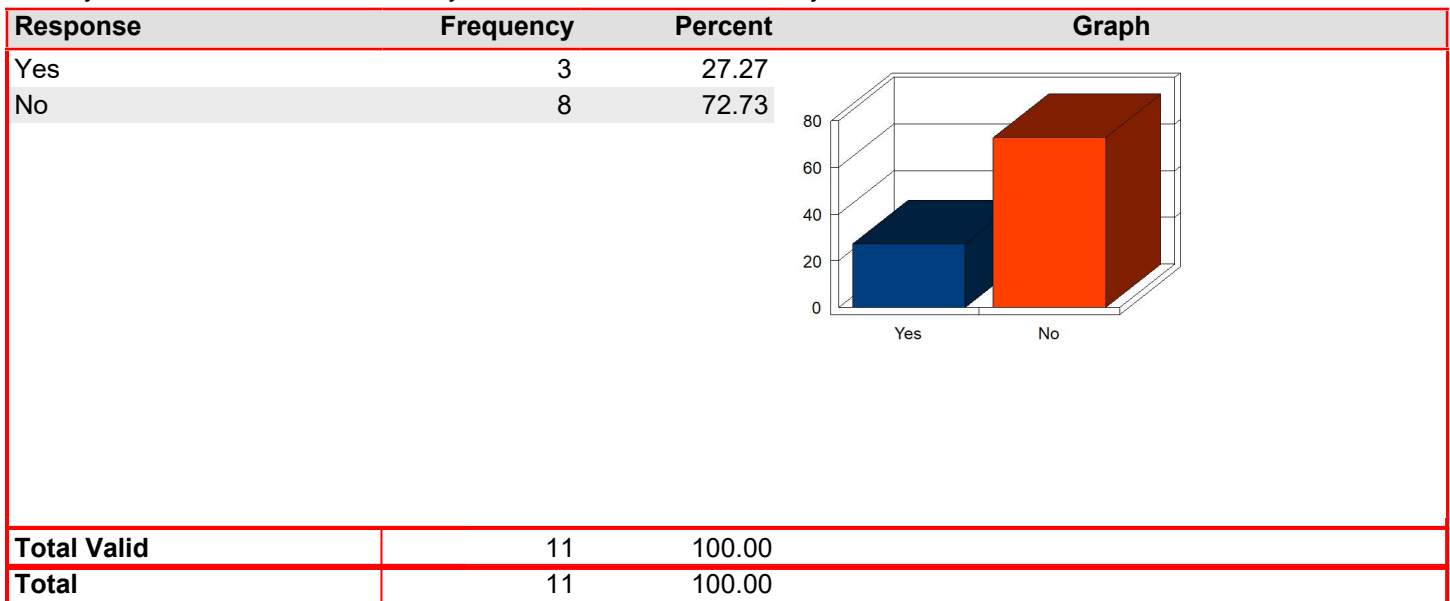 Response Frequency Percent Graph
Yes 3 27.27
No 8 72.73
80
60
40
20
0
Yes No
Total Valid 11 100.00
Total 11 100.00